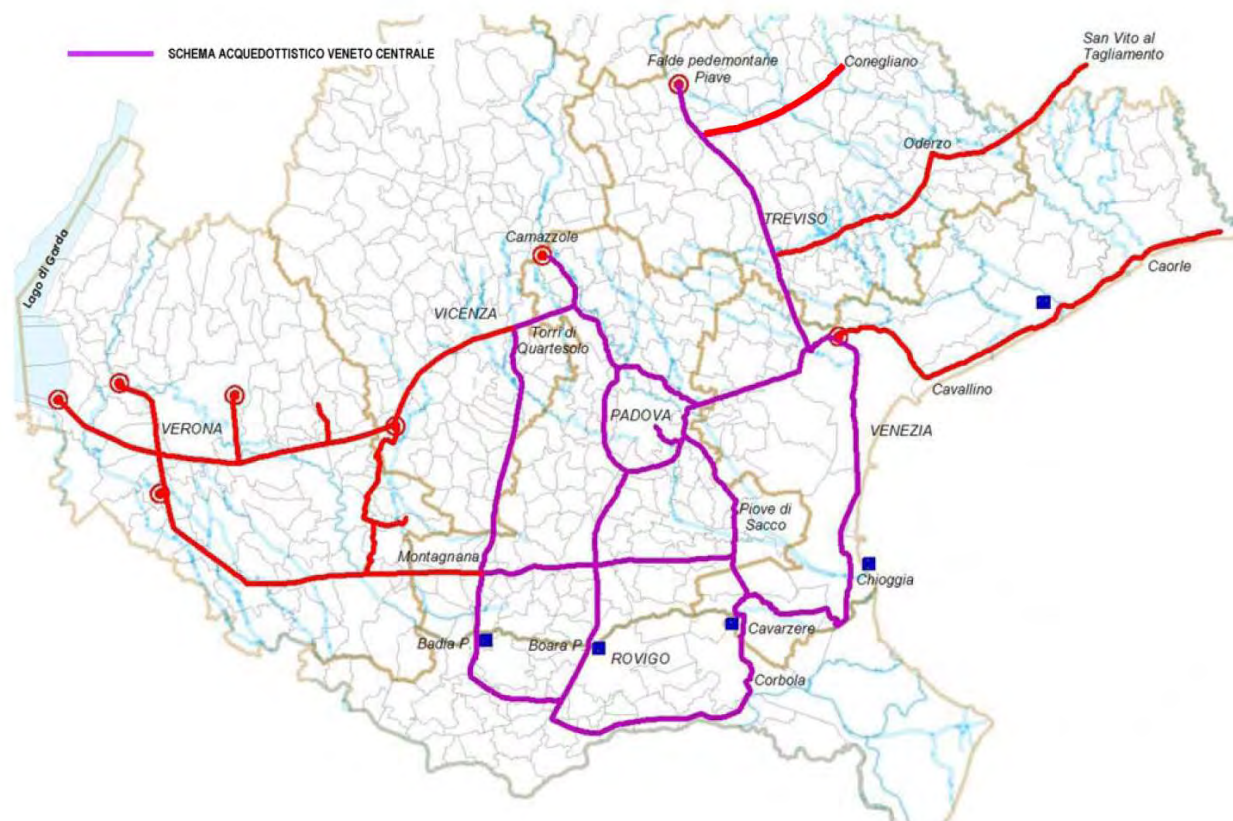 SCHEMA ACQUEDOTTISTICO VENETO CENTRALE
San Vito al
Tagliamento
Falde pedemontane
Piave
Conegliano
Oderzo
Lago di Garda
TREVISO
Camazzole
Caorle
VICENZA
Torri di
Quartesolo
Cavallino
VERONA
PADOVA
VENEZIA
Piove di
Sacco
Montagnana
Chioggia
Badia P
Boara P
ROVIGO
Cavarzere
Corbola